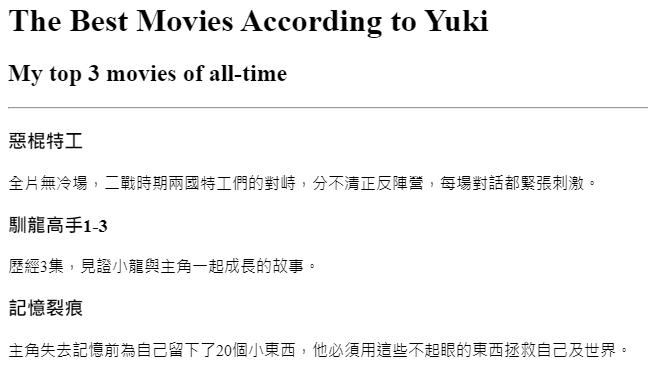 The Best Movies According to Yuki
My top 3 movies of all-time
惡棍特工
全片無冷場，二戰時期兩國特工們的對峙，分不清正反陣營，每場對話都緊張刺激。
馴龍高手1-3
歷經3集，見證小龍與主角一起成長的故事。
記憶裂痕
主角失去記憶前為自己留下了20個小東西，他必須用這些不起眼的東西拯救自己及世界。